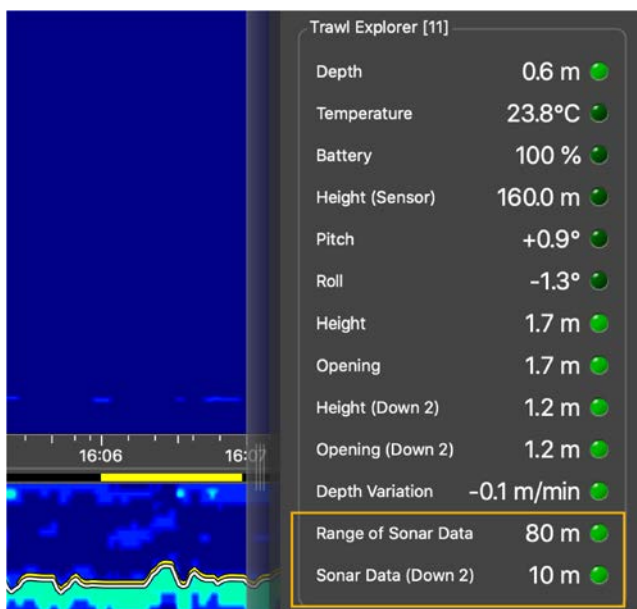 Trawl Explorer [11]
Depth 0.6 m
Temperature 23.8°C
Battery 100 %
Height (Sensor) 160.0 m
Pitch +0.9°
Roll -1.3°
Height 1.7 m
Opening 1.7 m
Height (Down 2) 1.2 m
Opening (Down 2) 1.2 m
Depth Variation -0.1 m/min
Range of Sonar Data 80 m
Sonar Data (Down 2) 10 m
16:06 16:07